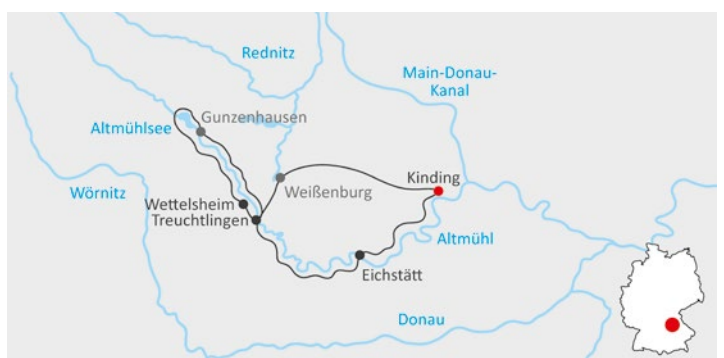 Rednitz
Main-Donau-
Kanal
Gunzenhausen
Altmühlsee
Kinding
Wörnitz
Weißenburg
Wettelsheim
Treuchtlingen
Altmühl
Eichstätt
Donau